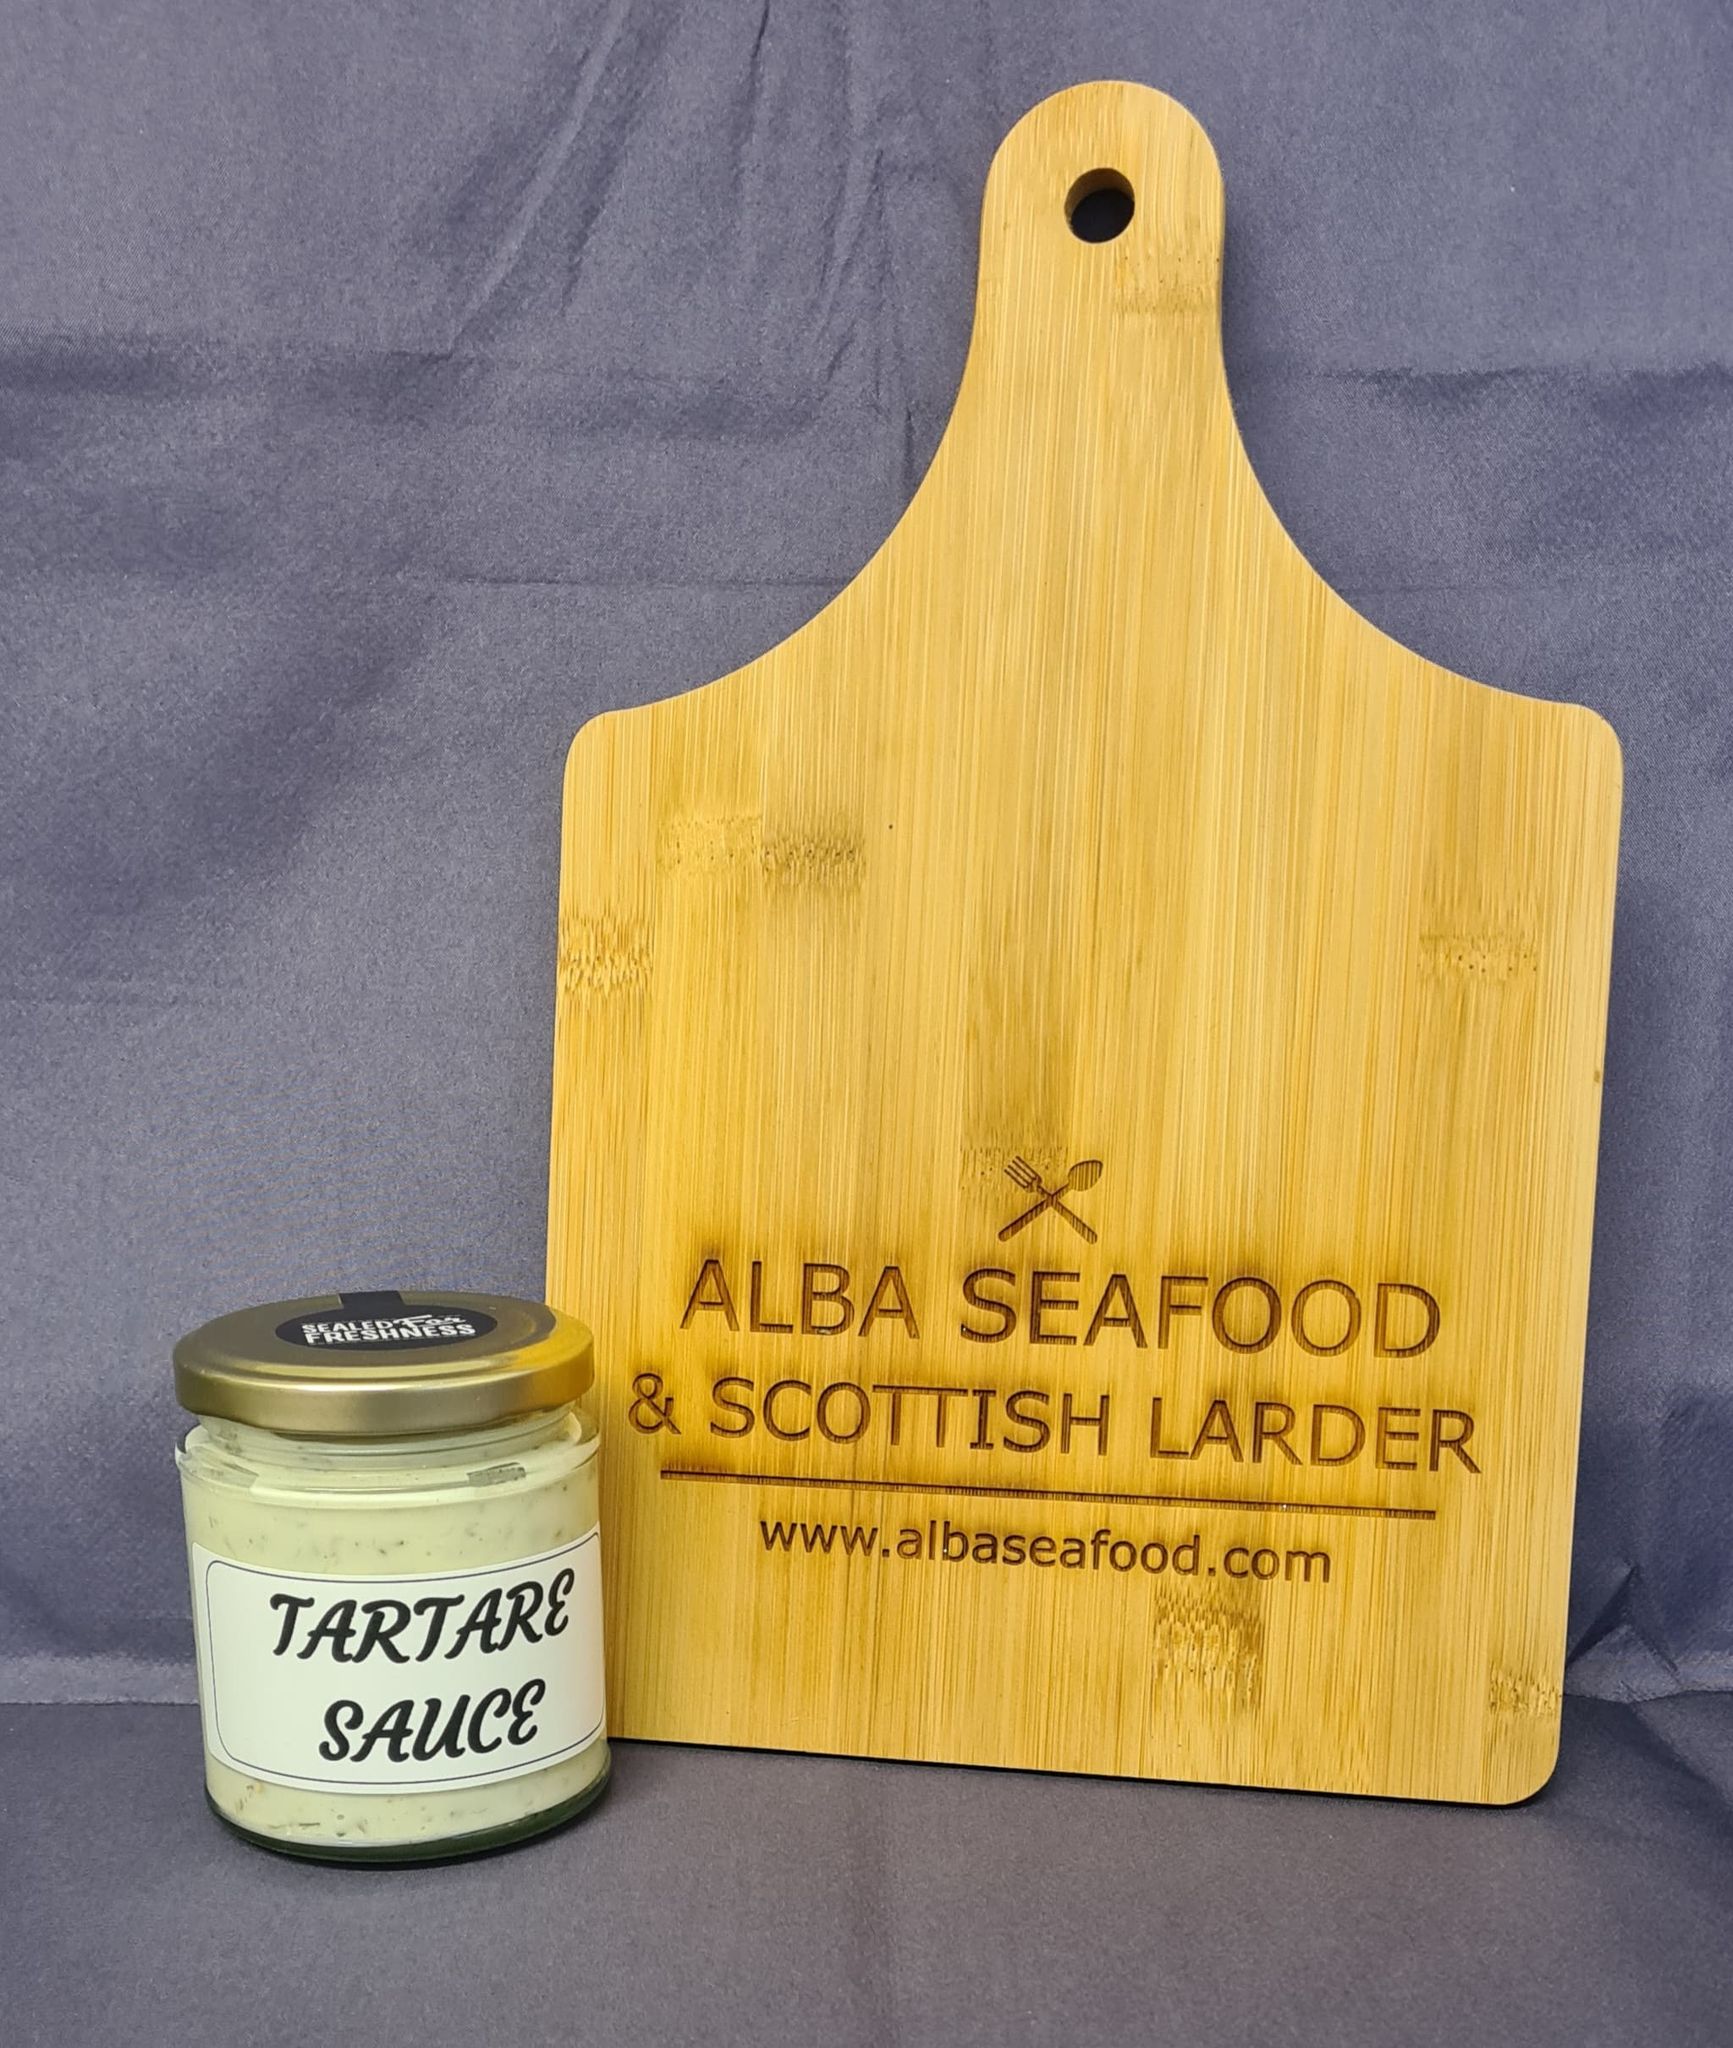 ALBA SEAFOOD
& SCOTTISH LARDER
www.albaseafood.com
SEALED For
FRESHNESS
TARTARE
SAUCE